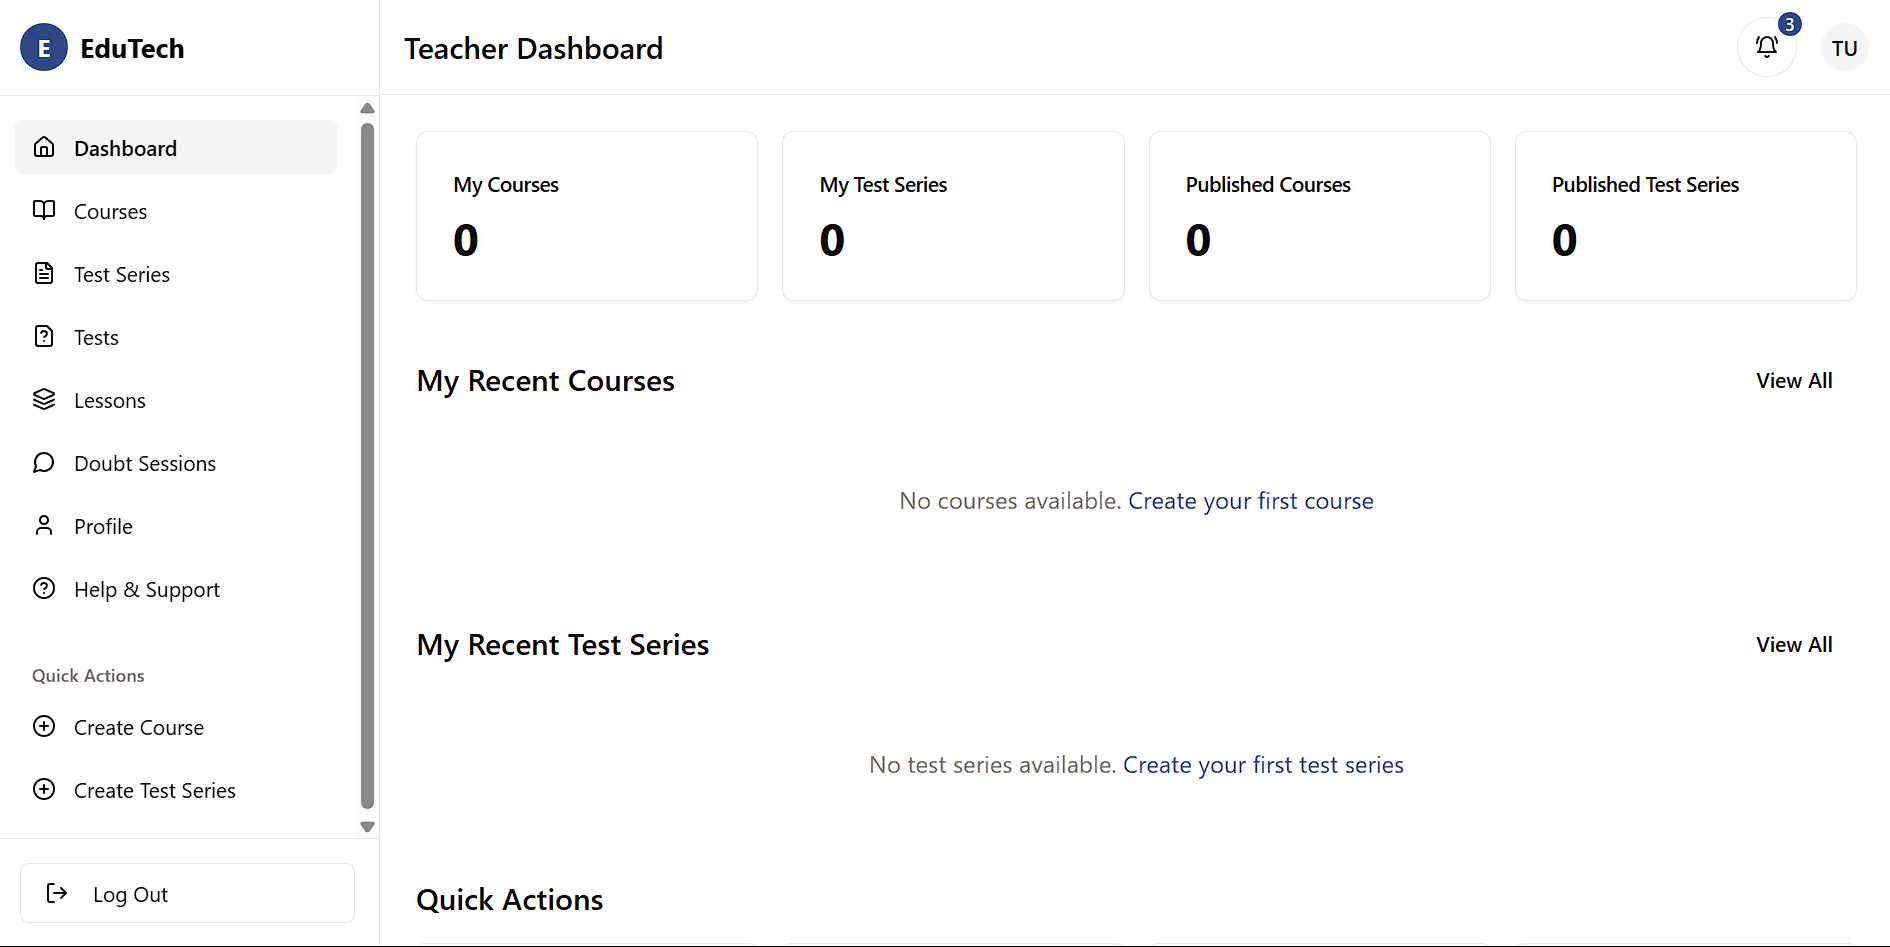 E EduTech
Dashboard
Courses
Test Series
Tests
Lessons
Doubt Sessions
Profile
Help & Support
Quick Actions
Create Course
Create Test Series
Log Out
Teacher Dashboard
3
TU
My Courses
0
My Test Series
0
Published Courses
0
Published Test Series
0
My Recent Courses
View All
No courses available. Create your first course
My Recent Test Series
View All
No test series available. Create your first test series
Quick Actions